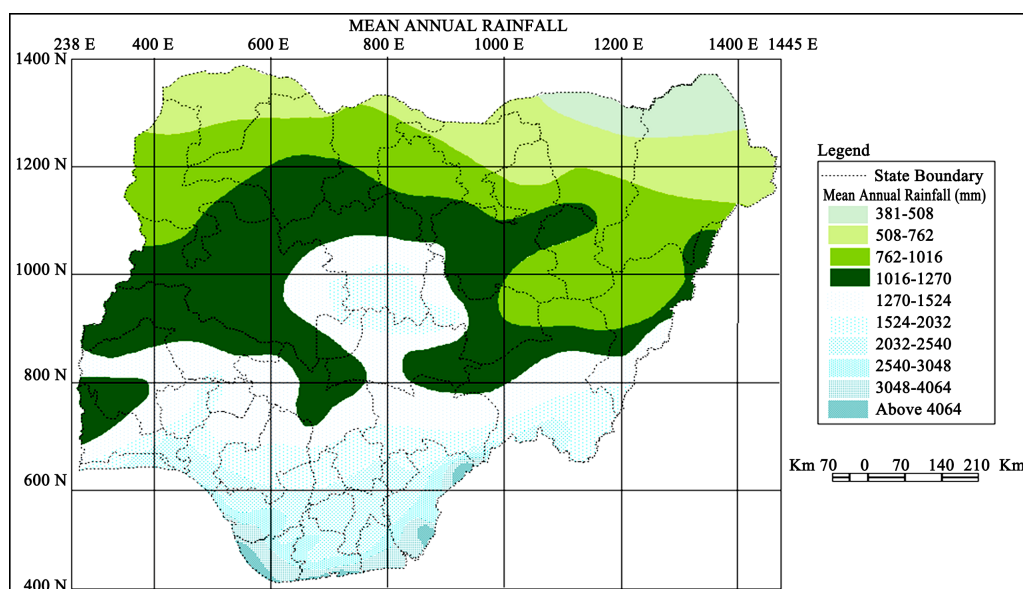 MEAN ANNUAL RAINFALL
238 E 400 E 600 E 800 E 1000 E 1200 E 1400 E 1445 E
1400 N
1200 N
1000 N
800 N
600 N
400 N
Legend
State Boundary
Mean Annual Rainfall (mm)
381-508
508-762
762-1016
1016-1270
1270-1524
1524-2032
2032-2540
2540-3048
3048-4064
Above 4064
Km 70 0 70 140 210 Km